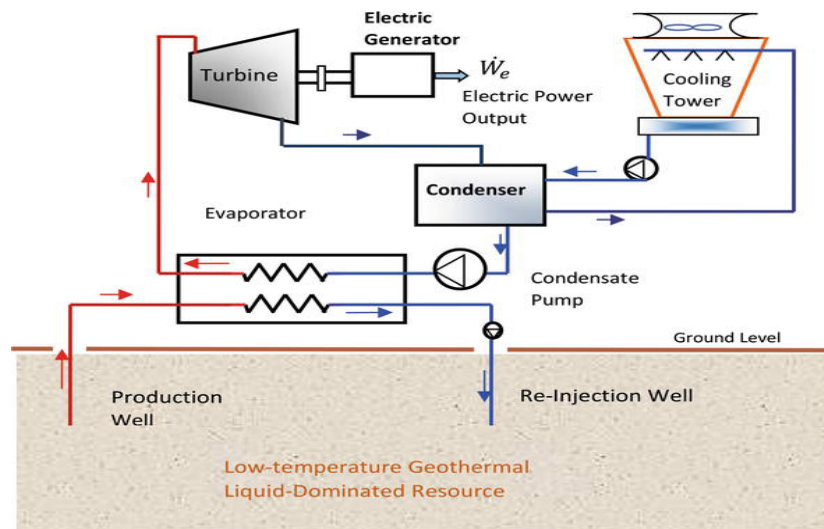 Electric
Generator
Turbine
Ẇe
Electric Power
Output
Cooling
Tower
Condenser
Evaporator
Condensate
Pump
Ground Level
Production
Well
Re-Injection Well
Low-temperature Geothermal
Liquid-Dominated Resource